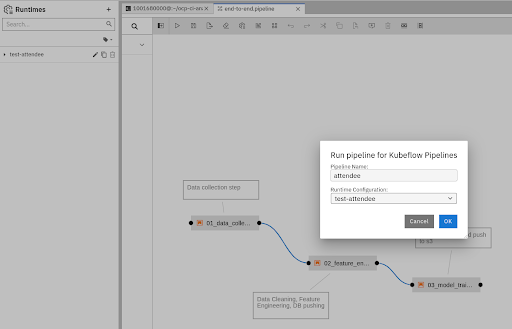 Runtimes
Search...
test-attendee
1001680000@:~/ocp-ci-an
end-to-end.pipeline
Run pipeline for Kubeflow Pipelines
Pipeline Name:
attendee
Runtime Configuration:
test-attendee
Cancel
OK
Data collection step
01_data_colle...
push
to s3
02_feature_en...
03_model_trai...
Data Cleaning, Feature
Engineering, DB pushing